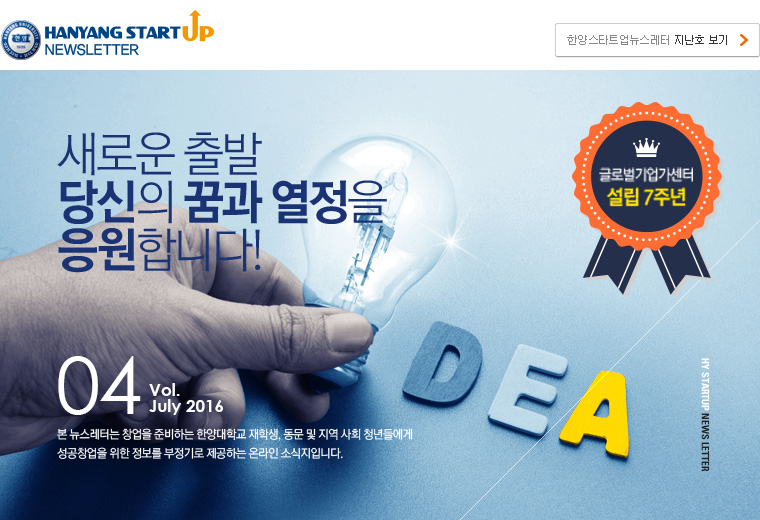 HANYANG STARTUP
NEWSLETTER
한양스타트업뉴스레터 지난호 보기
새로운 출발
당신의 꿈과 열정을
응원합니다!
글로벌기업가센터
설립 7주년
DEA
04 Vol.
July 2016
본 뉴스레터는 창업을 준비하는 한양대학교 재학생, 동문 및 지역 사회 청년들에게
성공창업을 위한 정보를 부정기로 제공하는 온라인 소식지입니다.
HY STARTUP NEWS LETTER